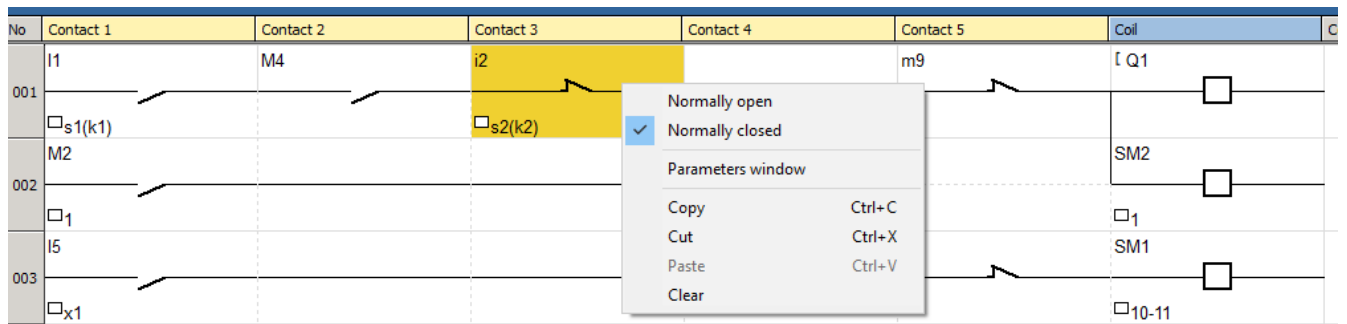 No Contact 1 Contact 2 Contact 3 Contact 4 Contact 5 Coil C
I1 M4 i2 m9 [ Q1
001
s1(k1) s2(k2)
Normally open
Normally closed
M2 SM2
Parameters window
002
1 1
Copy Ctrl+C
Cut Ctrl+X
I5 SM1
Paste Ctrl+V
003
Clear
x1 10-11